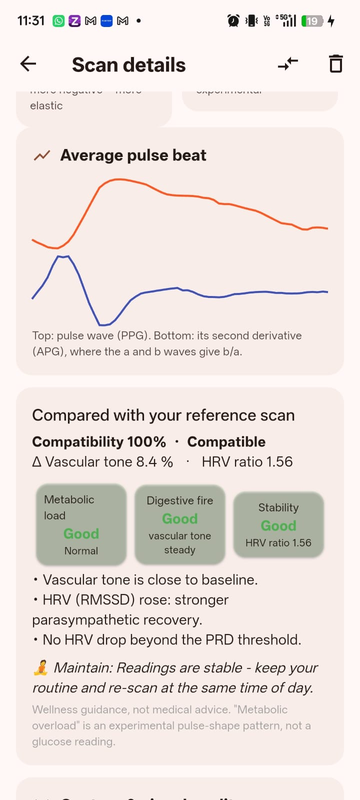 11:31
19
Scan details
elastic
Average pulse beat
Top: pulse wave (PPG). Bottom: its second derivative
(APG), where the a and b waves give b/a.
Compared with your reference scan
Compatibility 100% · Compatible
Δ Vascular tone 8.4 % · HRV ratio 1.56
Metabolic
load
Good
Normal
Digestive fire
Good
vascular tone
steady
Stability
Good
HRV ratio 1.56
• Vascular tone is close to baseline.
• HRV (RMSSD) rose: stronger
parasympathetic recovery.
• No HRV drop beyond the PRD threshold.
🧘 Maintain: Readings are stable - keep your
routine and re-scan at the same time of day.
Wellness guidance, not medical advice. "Metabolic
overload" is an experimental pulse-shape pattern, not a
glucose reading.